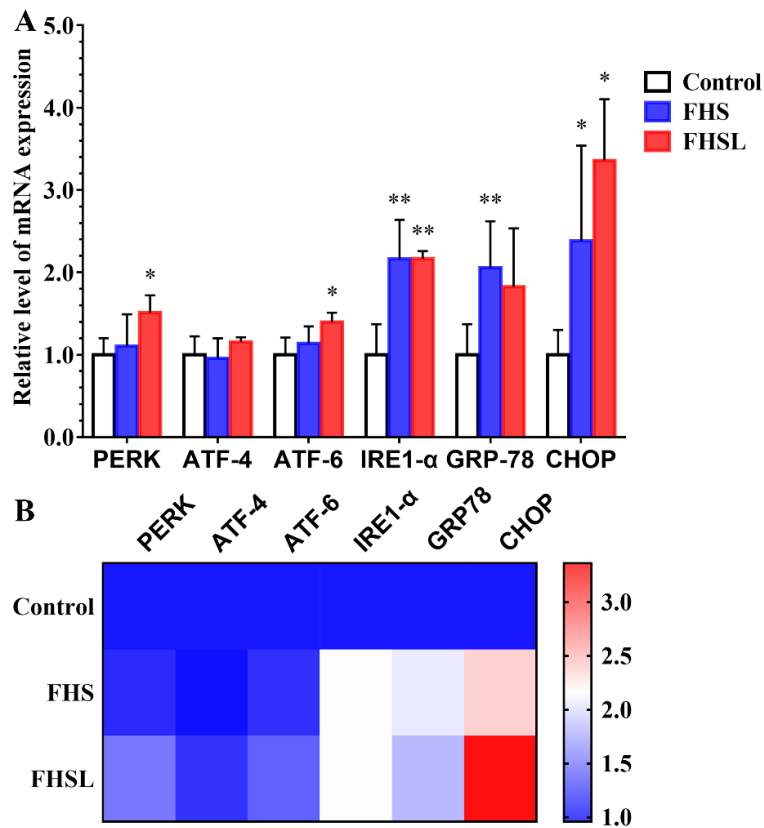 A
Relative level of mRNA expression
5.0
4.0
3.0
2.0
1.0
0.0
*
*
**
**
**
*
*
Control
FHS
FHSL
PERK ATF-4 ATF-6 IRE1-α GRP-78 CHOP
B
PERK ATF-4 ATF-6 IRE1-α GRP78 CHOP
Control
FHS
FHSL
3.0
2.5
2.0
1.5
1.0